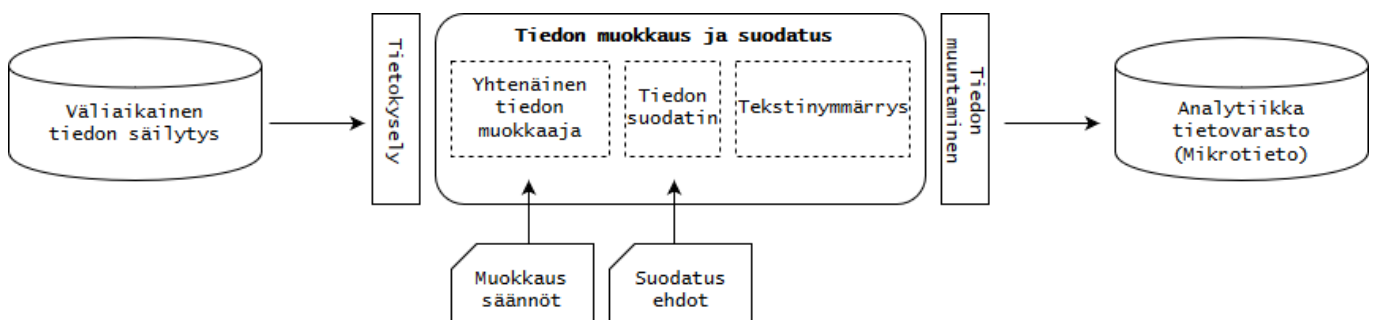 Väliaikainen
tiedon säilytys
Tietokysely
Tiedon muokkaus ja suodatus
Yhtenäinen
tiedon
muokkaaja
Tiedon
suodatin
Tekstinymmärrys
Muokkaus
säännöt
Suodatus
ehdot
Tiedon
muuntaminen
Analytiikka
tietovarasto
(Mikrotieto)